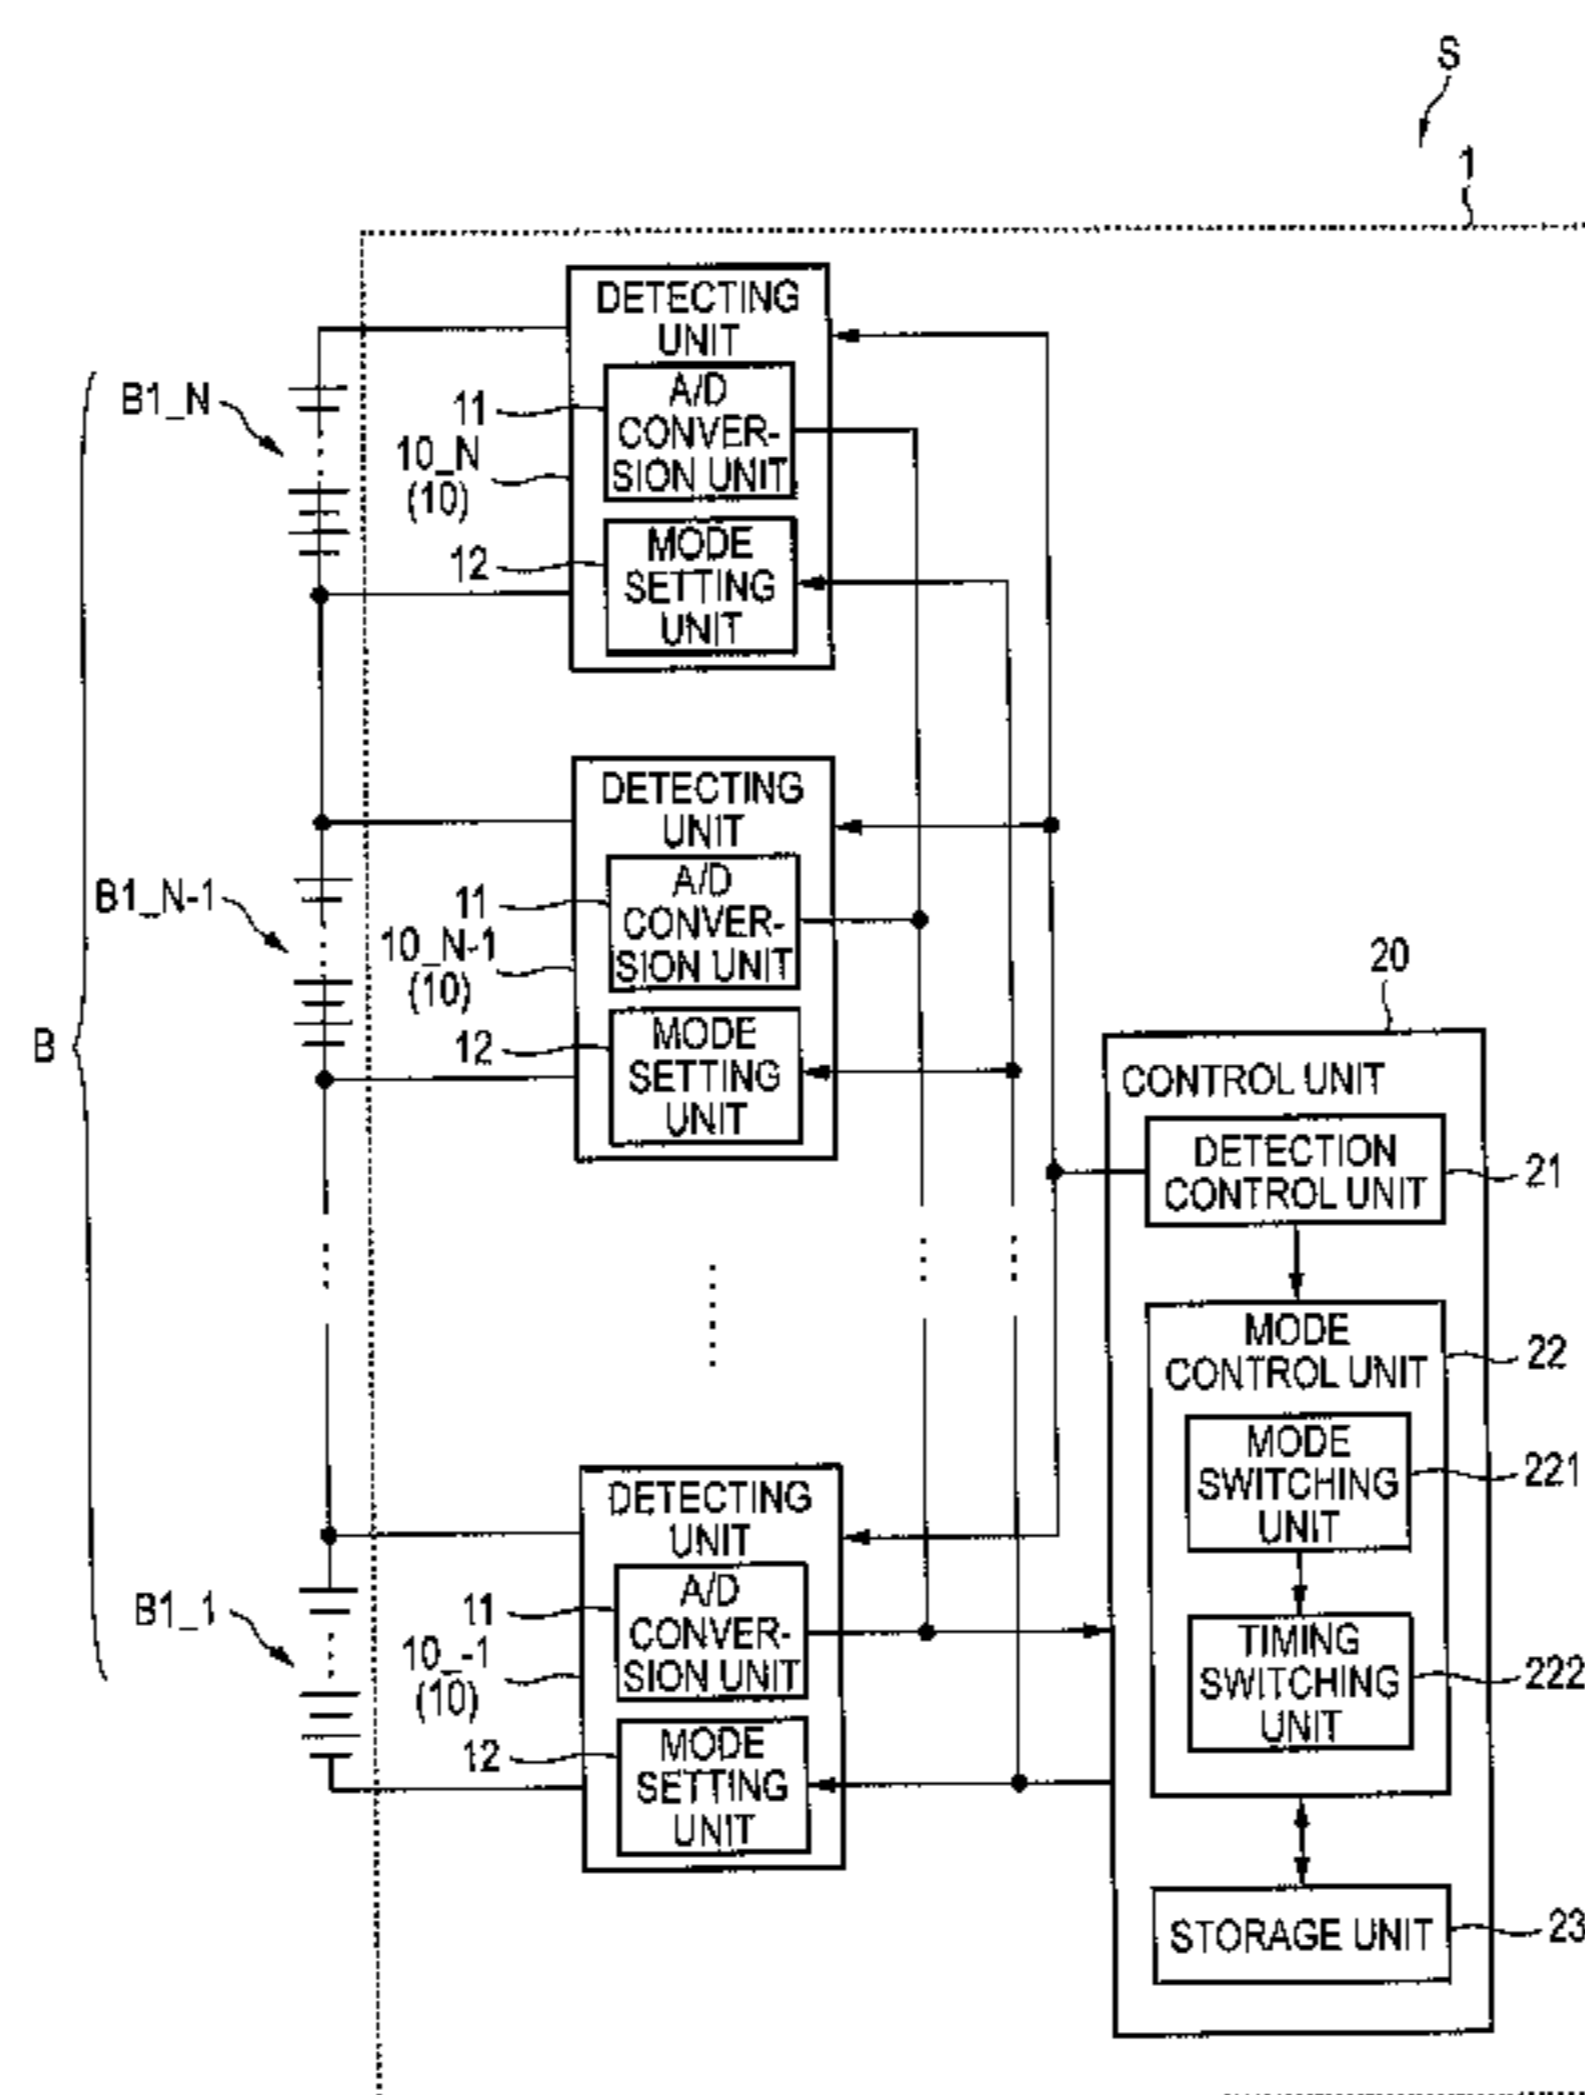 S
1
DETECTING
UNIT
B1_N
11
A/D
CONVER-
SION UNIT
10_N
(10)
12
MODE
SETTING
UNIT
DETECTING
UNIT
B1_N-1
11
A/D
CONVER-
SION UNIT
10_N-1
(10)
12
MODE
SETTING
UNIT
B
20
CONTROL UNIT
DETECTION
CONTROL UNIT
21
MODE
CONTROL UNIT
22
MODE
SWITCHING
UNIT
221
TIMING
SWITCHING
UNIT
222
STORAGE UNIT
23
DETECTING
UNIT
B1_1
11
A/D
CONVER-
SION UNIT
10_-1
(10)
12
MODE
SETTING
UNIT